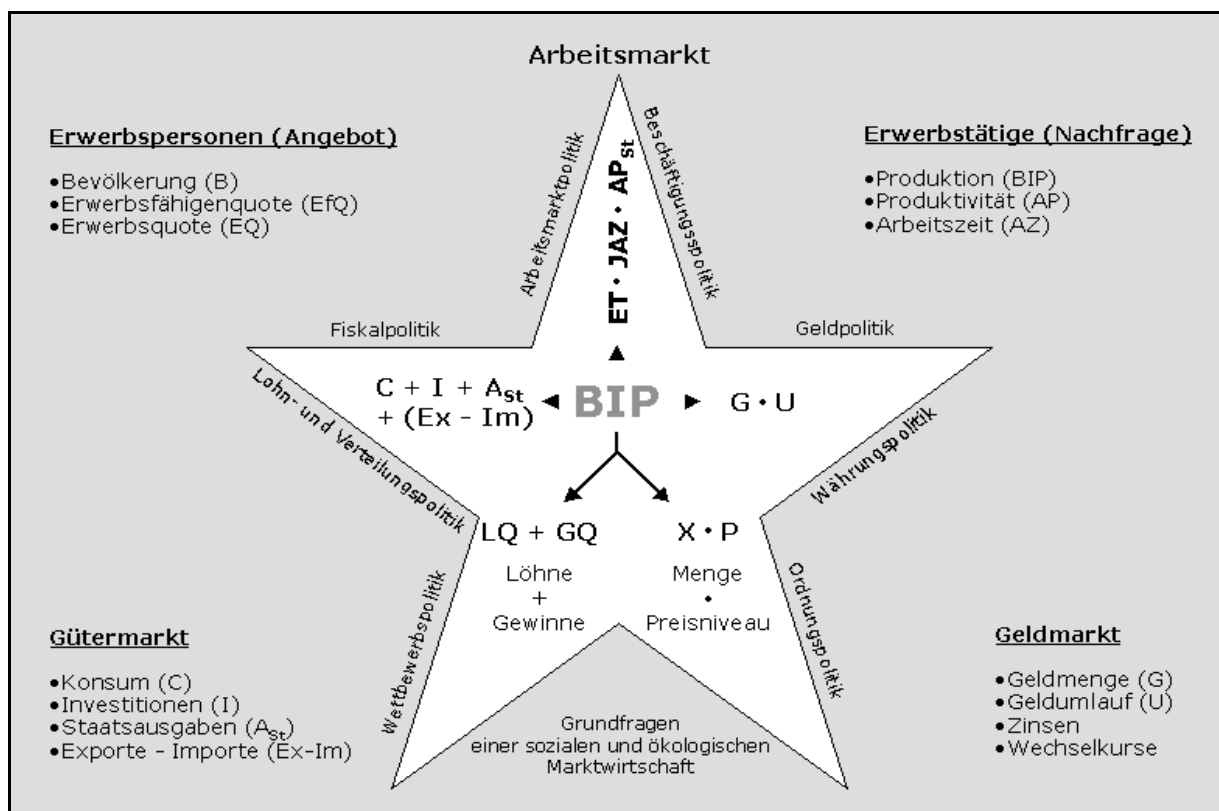 Arbeitsmarkt
Erwerbspersonen (Angebot)
•Bevölkerung (B)
•Erwerbsfähigenquote (EfQ)
•Erwerbsquote (EQ)
Erwerbstätige (Nachfrage)
•Produktion (BIP)
•Produktivität (AP)
•Arbeitszeit (AZ)
Arbeitsmarktpolitik
ET • JAZ • APSt
Beschäftigungsspolitik
Fiskalpolitik
Geldpolitik
Lohn- und Verteilungspolitik
C + I + ASt
+ (Ex - Im)
BIP
G • U
Währungspolitik
LQ + GQ
Löhne
+
Gewinne
X • P
Menge
•
Preisniveau
Wettbewerbspolitik
Ordnungspolitik
Gütermarkt
•Konsum (C)
•Investitionen (I)
•Staatsausgaben (ASt)
•Exporte - Importe (Ex-Im)
Grundfragen
einer sozialen und ökologischen
Marktwirtschaft
Geldmarkt
•Geldmenge (G)
•Geldumlauf (U)
•Zinsen
•Wechselkurse